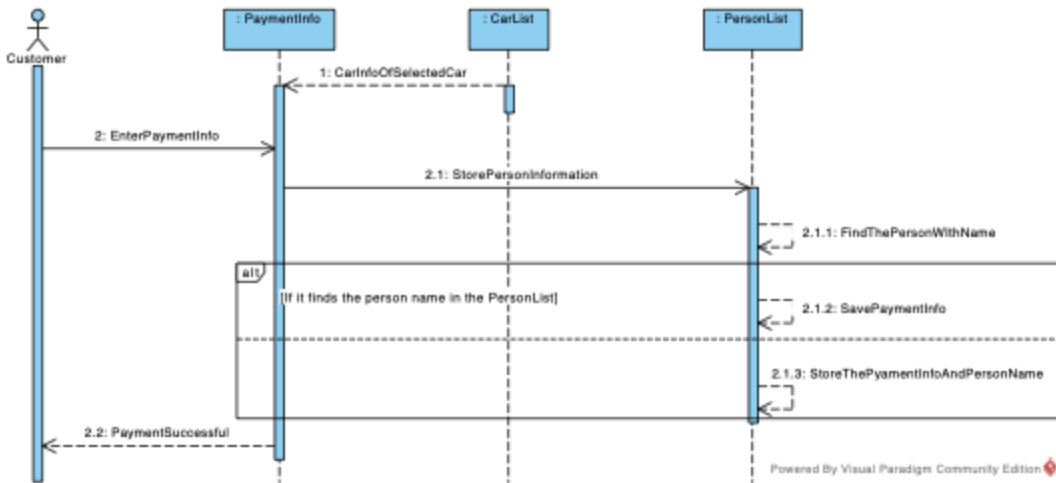 : PaymentInfo
: CarList
: PersonList
Customer
1: CarInfoOfSelectedCar
2: EnterPaymentInfo
2.1: StorePersonInformation
2.1.1: FindThePersonWithName
alt
[If it finds the person name in the PersonList]
2.1.2: SavePaymentInfo
2.1.3: StoreThePyamentInfoAndPersonName
2.2: PaymentSuccessful
Powered By Visual Paradigm Community Edition